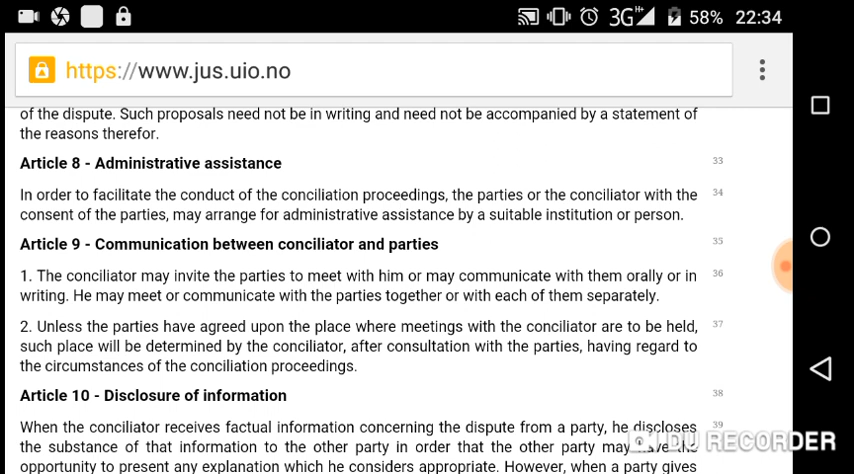 3G H+ 58% 22:34
https://www.jus.uio.no
of the dispute. Such proposals need not be in writing and need not be accompanied by a statement of
the reasons therefor.
Article 8 - Administrative assistance 33
In order to facilitate the conduct of the conciliation proceedings, the parties or the conciliator with the 34
consent of the parties, may arrange for administrative assistance by a suitable institution or person.
Article 9 - Communication between conciliator and parties 35
1. The conciliator may invite the parties to meet with him or may communicate with them orally or in 36
writing. He may meet or communicate with the parties together or with each of them separately.
2. Unless the parties have agreed upon the place where meetings with the conciliator are to be held, 37
such place will be determined by the conciliator, after consultation with the parties, having regard to
the circumstances of the conciliation proceedings.
Article 10 - Disclosure of information 38
When the conciliator receives factual information concerning the dispute from a party, he discloses 39
the substance of that information to the other party in order that the other party may have the
DU RECORDER
opportunity to present any explanation which he considers appropriate. However, when a party gives